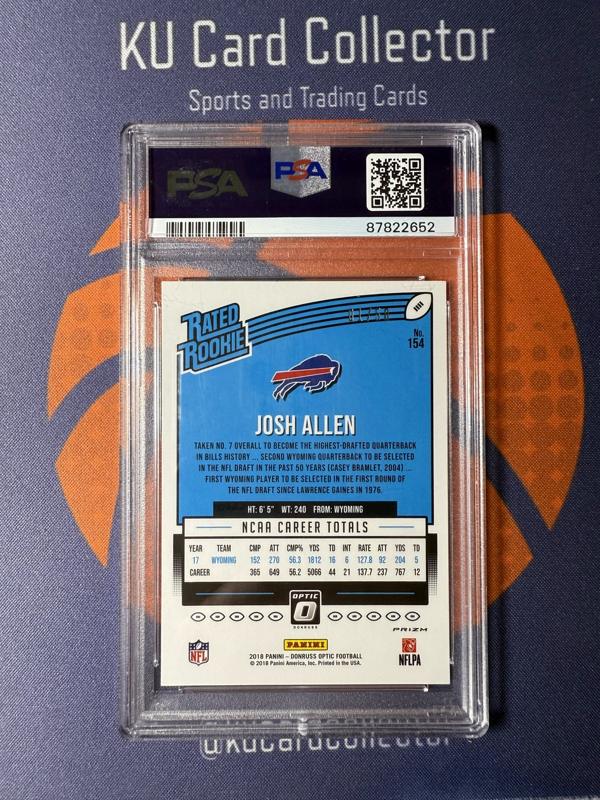 KU Card Collector
Sports and Trading Cards
PSA PSA
87822652
RATED ROOKIE
No. 154
JOSH ALLEN
TAKEN NO. 7 OVERALL TO BECOME THE HIGHEST-DRAFTED QUARTERBACK
IN BILLS HISTORY ... SECOND WYOMING QUARTERBACK TO BE SELECTED
IN THE NFL DRAFT IN THE PAST 50 YEARS (CASEY BRAMLET, 2004) ...
FIRST WYOMING PLAYER TO BE SELECTED IN THE FIRST ROUND OF
THE NFL DRAFT SINCE LAWRENCE GAINES IN 1976.
HT: 6' 5" WT: 240 FROM: WYOMING
NCAA CAREER TOTALS
YEAR TEAM CMP ATT CMP% YDS TD INT RATE ATT YDS TD
17 WYOMING 152 270 56.3 1812 16 6 127.8 92 204 5
CAREER 365 649 56.2 5066 44 21 137.7 237 767 12
OPTIC
DONRUSS
PRIZM
NFL
PANINI
NFLPA
2018 PANINI – DONRUSS OPTIC FOOTBALL
© 2018 Panini America, Inc. Printed in the USA.
@kucardcollector